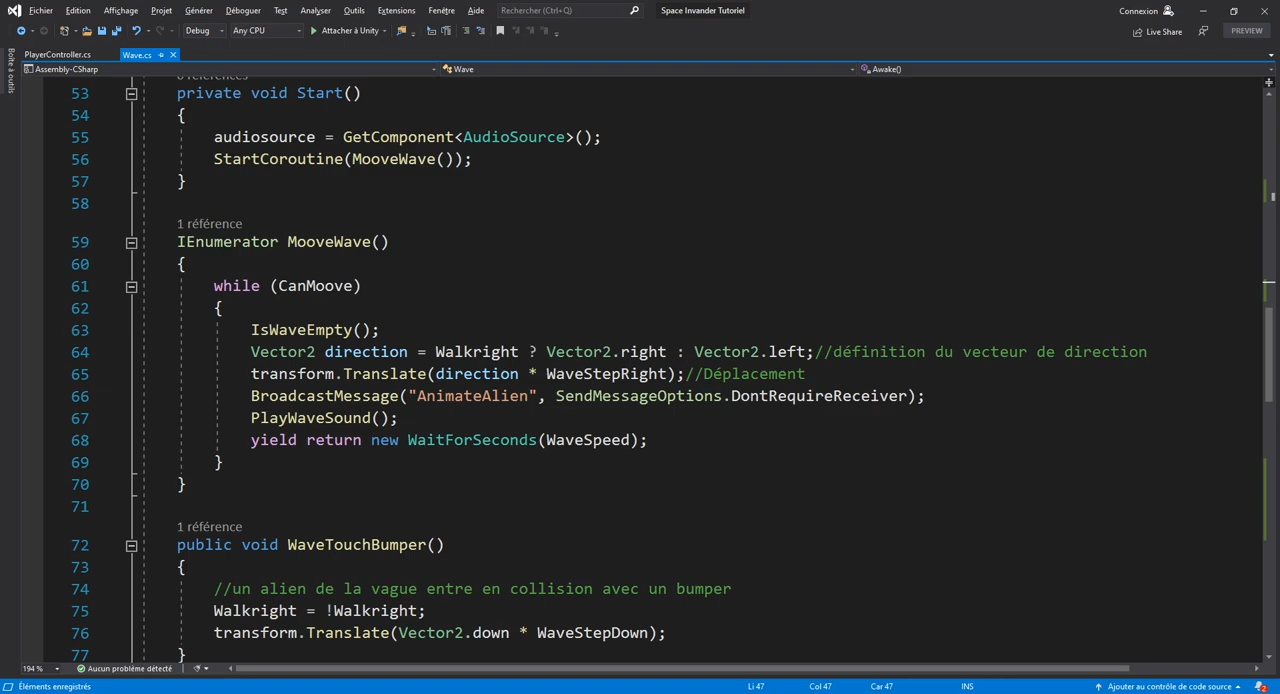 Fichier Edition Affichage Projet Générer Déboguer Test Analyser Outils Extensions Fenêtre Aide Rechercher (Ctrl+Q) Space Invander Tutoriel Connexion
Debug Any CPU Attacher à Unity Live Share PREVIEW
Boîte à outils
PlayerController.cs Wave.cs
Assembly-CSharp Wave Awake()
0 références
53 private void Start()
54 {
55 audiosource = GetComponent<AudioSource>();
56 StartCoroutine(MooveWave());
57 }
58
1 référence
59 IEnumerator MooveWave()
60 {
61 while (CanMoove)
62 {
63 IsWaveEmpty();
64 Vector2 direction = Walkright ? Vector2.right : Vector2.left;//définition du vecteur de direction
65 transform.Translate(direction * WaveStepRight);//Déplacement
66 BroadcastMessage("AnimateAlien", SendMessageOptions.DontRequireReceiver);
67 PlayWaveSound();
68 yield return new WaitForSeconds(WaveSpeed);
69 }
70 }
71
1 référence
72 public void WaveTouchBumper()
73 {
74 //un alien de la vague entre en collision avec un bumper
75 Walkright = !Walkright;
76 transform.Translate(Vector2.down * WaveStepDown);
77 }
194 % Aucun problème détecté
Éléments enregistrés Li 47 Col 47 Car 47 INS Ajouter au contrôle de code source 2